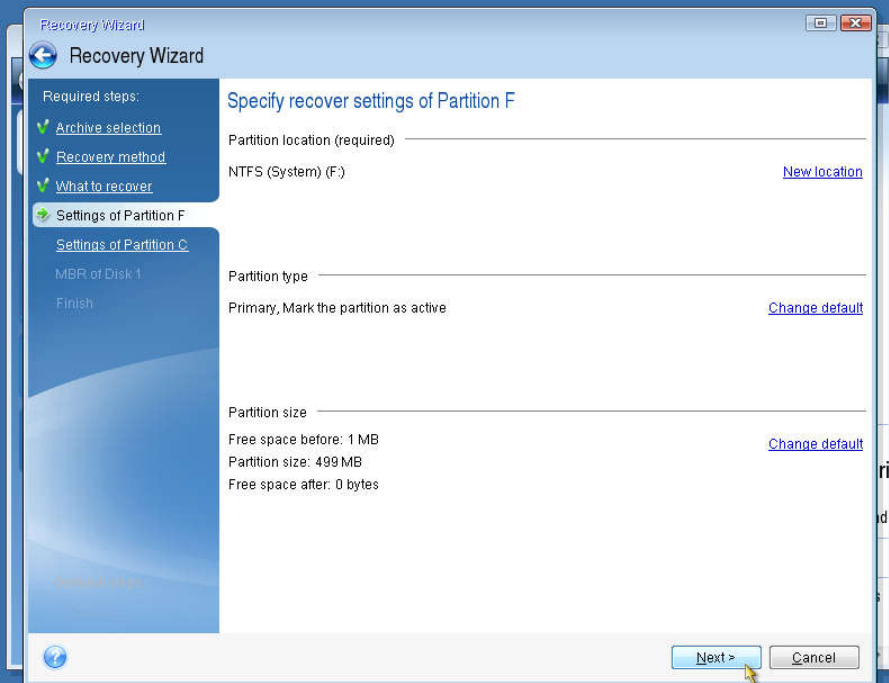 Recovery Wizard
Recovery Wizard
Required steps:
Archive selection
Recovery method
What to recover
Settings of Partition F
Settings of Partition C
MBR of Disk 1
Finish
Specify recover settings of Partition F
Partition location (required)
NTFS (System) (F:)
New location
Partition type
Primary, Mark the partition as active
Change default
Partition size
Free space before: 1 MB
Change default
Partition size: 499 MB
Free space after: 0 bytes
Next >
Cancel